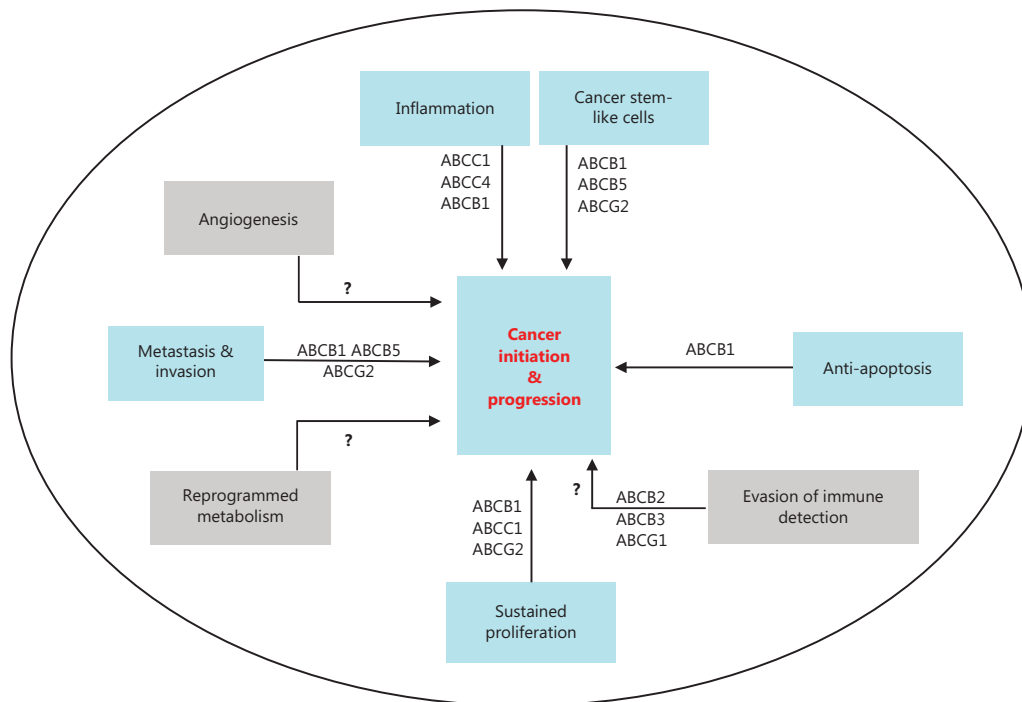 Inflammation
Cancer stem-
like cells
ABCC1
ABCC4
ABCB1
ABCB1
ABCB5
ABCG2
Angiogenesis
?
Cancer
initiation
&
progression
Metastasis &
invasion
ABCB1 ABCB5
ABCG2
ABCB1
Anti-apoptosis
?
Reprogrammed
metabolism
ABCB1
ABCC1
ABCG2
?
ABCB2
ABCB3
ABCG1
Evasion of immune
detection
Sustained
proliferation